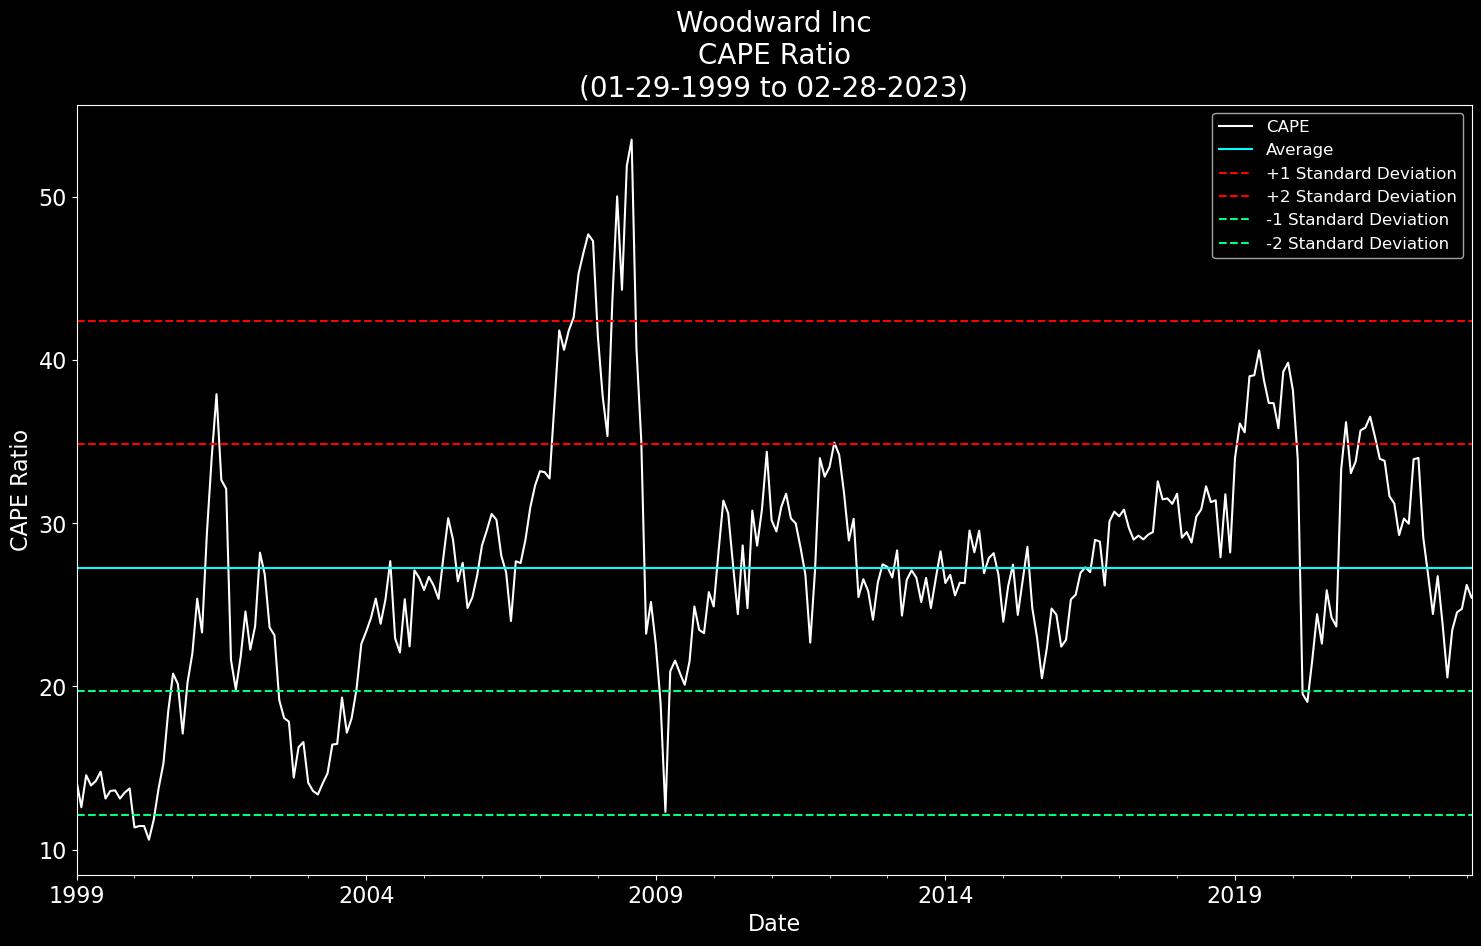 Woodward Inc
CAPE Ratio
(01-29-1999 to 02-28-2023)
CAPE
Average
+1 Standard Deviation
+2 Standard Deviation
-1 Standard Deviation
-2 Standard Deviation
50
40
30
20
10
CAPE Ratio
1999
2004
2009
2014
2019
Date